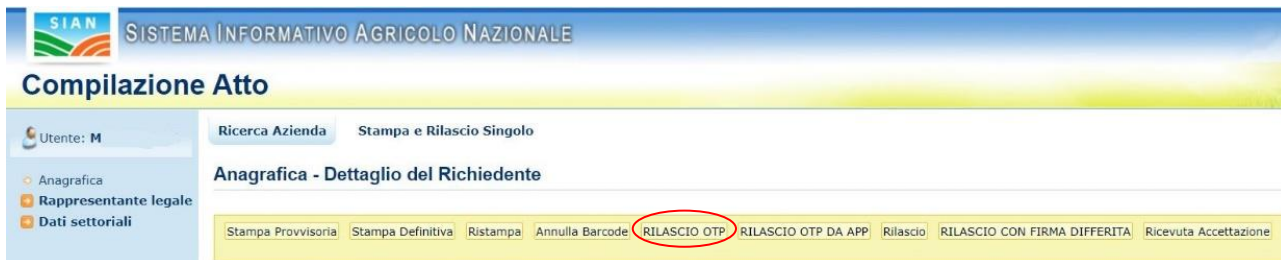 SIAN
SISTEMA INFORMATIVO AGRICOLO NAZIONALE
Compilazione Atto
Utente: M
Ricerca Azienda Stampa e Rilascio Singolo
Anagrafica - Dettaglio del Richiedente
Anagrafica
Rappresentante legale
Dati settoriali
Stampa Provvisoria Stampa Definitiva Ristampa Annulla Barcode RILASCIO OTP RILASCIO OTP DA APP Rilascio RILASCIO CON FIRMA DIFFERITA Ricevuta Accettazione